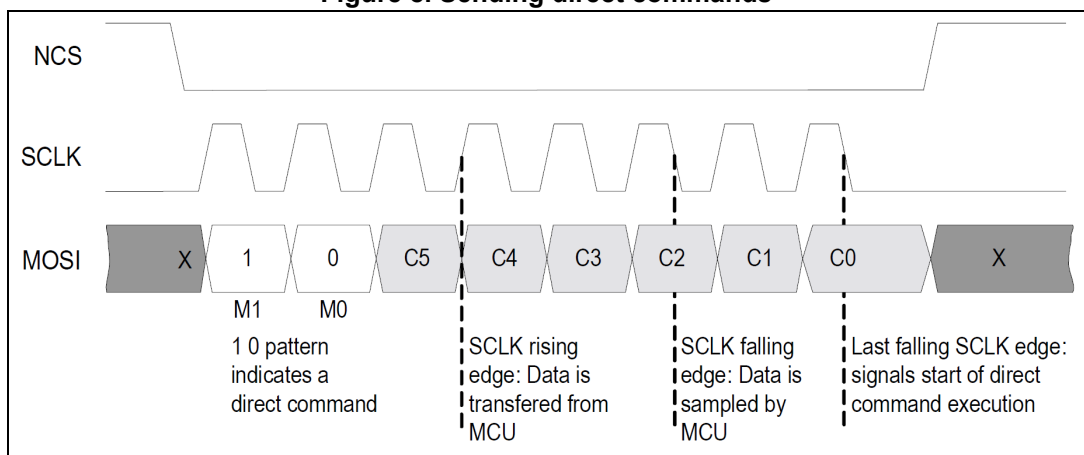 Figure 8. Sending direct commands
NCS
SCLK
MOSI
X 1 0 C5 C4 C3 C2 C1 C0 X
M1 M0
1 0 pattern
indicates a
direct command
SCLK rising
edge: Data is
transfered from
MCU
SCLK falling
edge: Data is
sampled by
MCU
Last falling SCLK edge:
signals start of direct
command execution